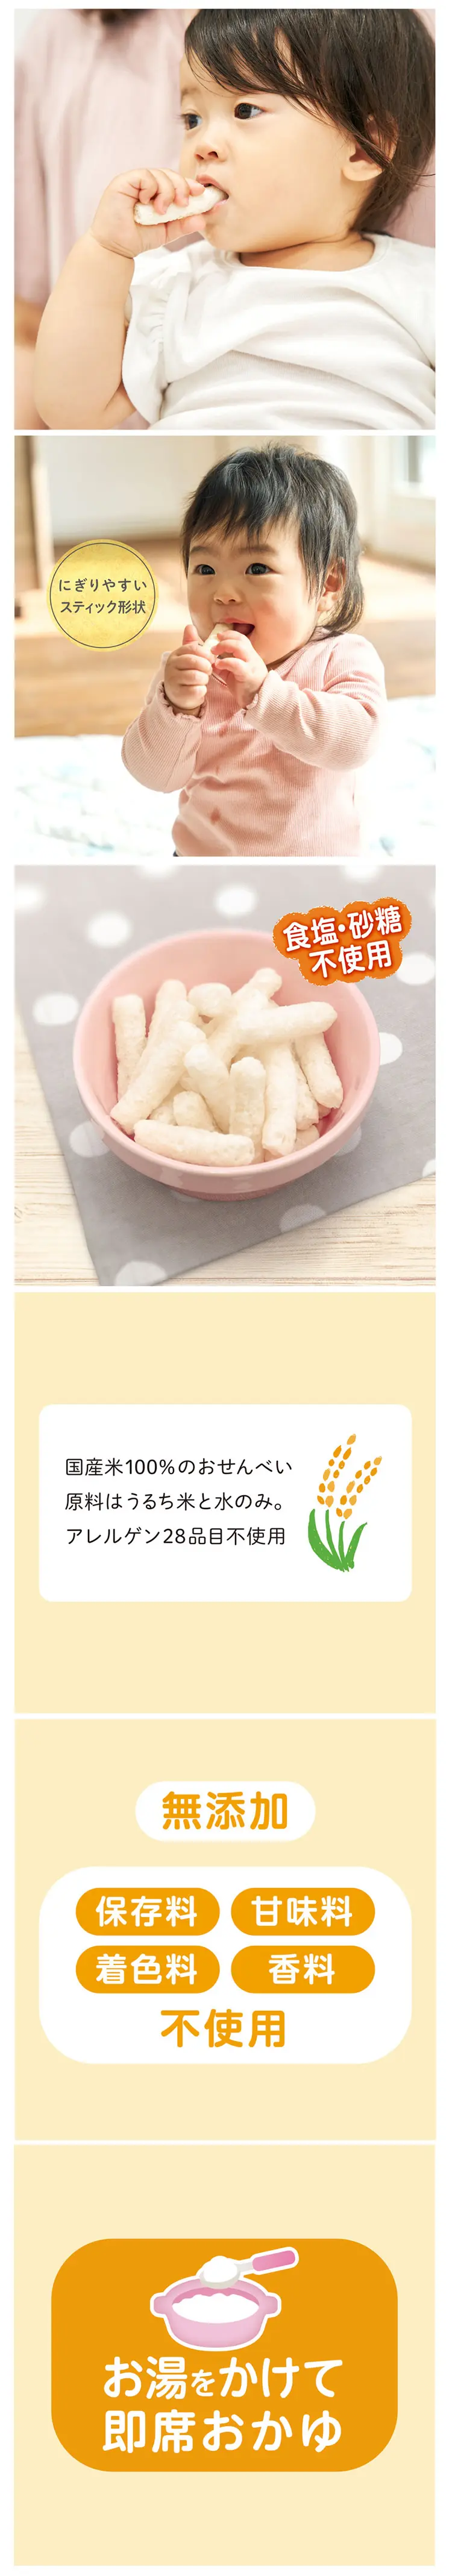 にぎりやすい
スティック形状
食塩・砂糖
不使用
国産米100%のおせんべい
原料はうるち米と水のみ。
アレルゲン28品目不使用
無添加
保存料 甘味料
着色料 香料
不使用
お湯をかけて
即席おかゆ